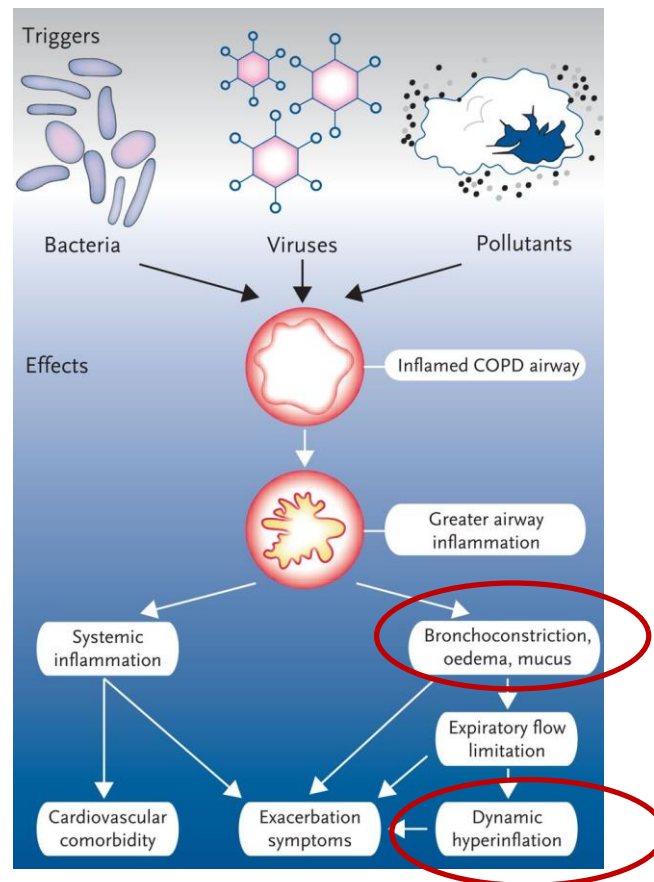 Triggers
Bacteria
Viruses
Pollutants
Effects
Inflamed COPD airway
Greater airway
inflammation
Systemic
inflammation
Bronchoconstriction,
oedema, mucus
Expiratory flow
limitation
Cardiovascular
comorbidity
Exacerbation
symptoms
Dynamic
hyperinflation